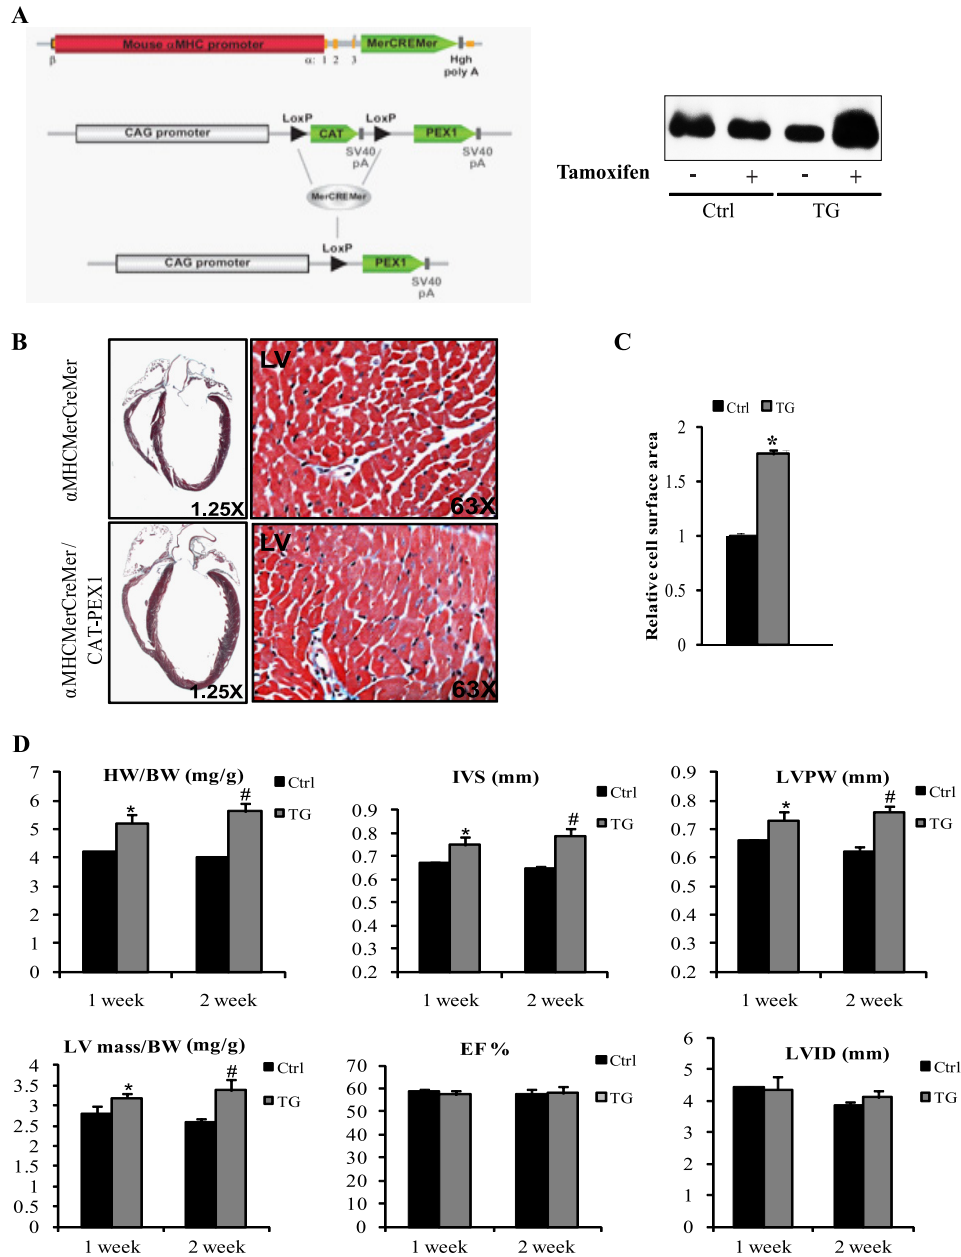 A
Mouse αMHC promoter
MerCREMer
β
α: 1 2 3
Hgh
poly A
LoxP LoxP
CAG promoter
CAT
PEX1
SV40
pA
SV40
pA
MerCREMer
LoxP
CAG promoter
PEX1
SV40
pA
Tamoxifen - + - +
Ctrl TG
B
αMHCMerCreMer
1.25X
LV
63X
αMHCMerCreMer/
CAT-PEX1
1.25X
LV
63X
C
Ctrl TG
Relative cell surface area
2
1.5
1
0.5
0
*
D
HW/BW (mg/g)
7
6
5
4
3
2
1
0
* #
Ctrl
TG
1 week 2 week
IVS (mm)
0.9
0.8
0.7
0.6
0.5
0.4
0.3
0.2
* #
Ctrl
TG
1 week 2 week
LVPW (mm)
0.9
0.8
0.7
0.6
0.5
0.4
0.3
0.2
* #
Ctrl
TG
1 week 2 week
LV mass/BW (mg/g)
4
3.5
3
2.5
2
1.5
1
0.5
0
* #
Ctrl
TG
1 week 2 week
EF %
70
60
50
40
30
20
10
0
Ctrl
TG
1 week 2 week
LVID (mm)
6
5
4
3
2
1
0
Ctrl
TG
1 week 2 week